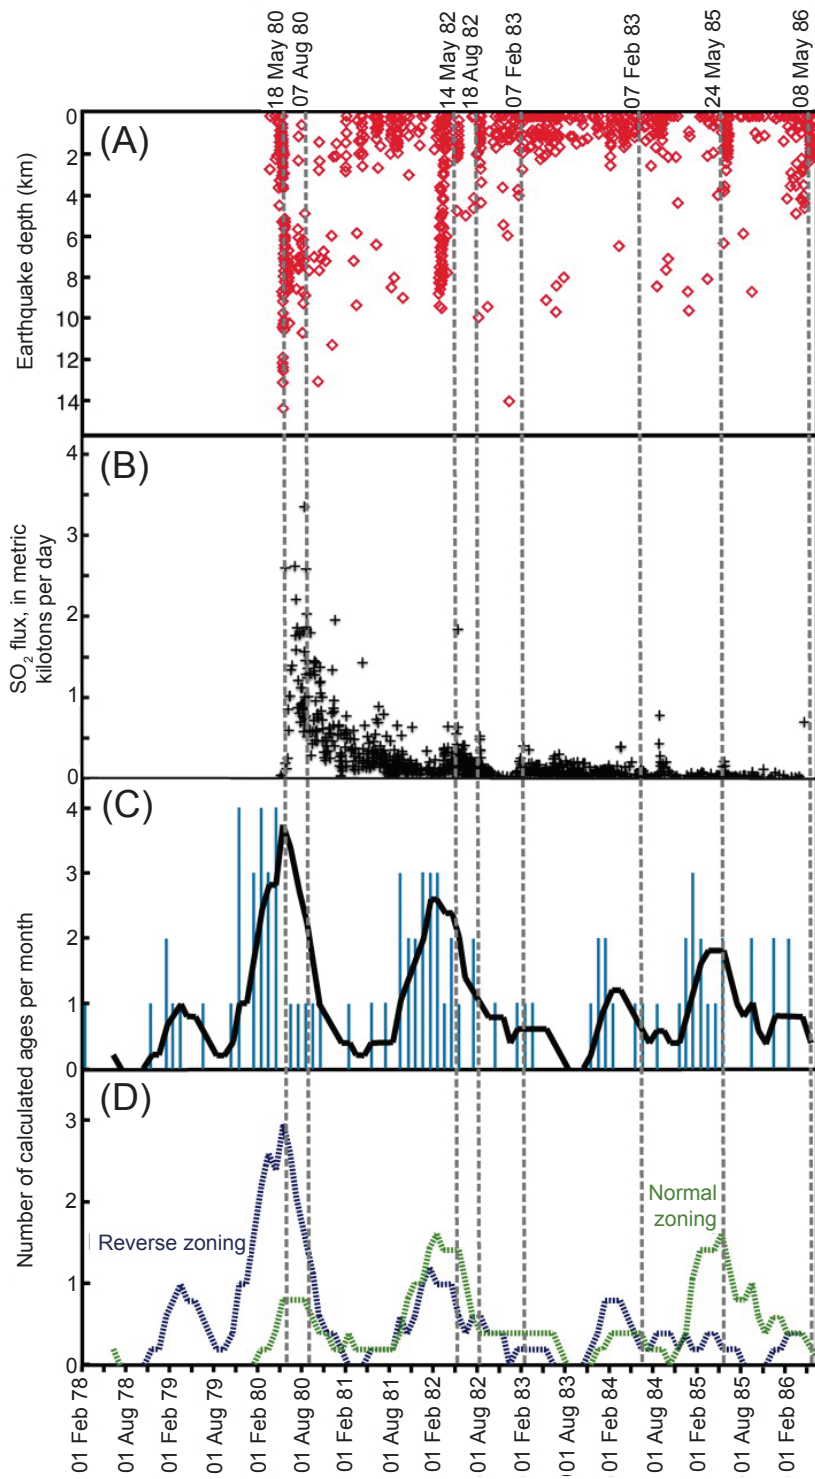 18 May 80
07 Aug 80
14 May 82
18 Aug 82
07 Feb 83
07 Feb 83
24 May 85
08 May 86
(A)
Earthquake depth (km)
0
2
4
6
8
10
12
14
(B)
SO2 flux, in metric
kilotons per day
4
3
2
1
0
(C)
Number of calculated ages per month
4
3
2
1
0
(D)
3
2
1
0
Reverse zoning
Normal
zoning
01 Feb 78
01 Aug 78
01 Feb 79
01 Aug 79
01 Feb 80
01 Aug 80
01 Feb 81
01 Aug 81
01 Feb 82
01 Aug 82
01 Feb 83
01 Aug 83
01 Feb 84
01 Aug 84
01 Feb 85
01 Aug 85
01 Feb 86